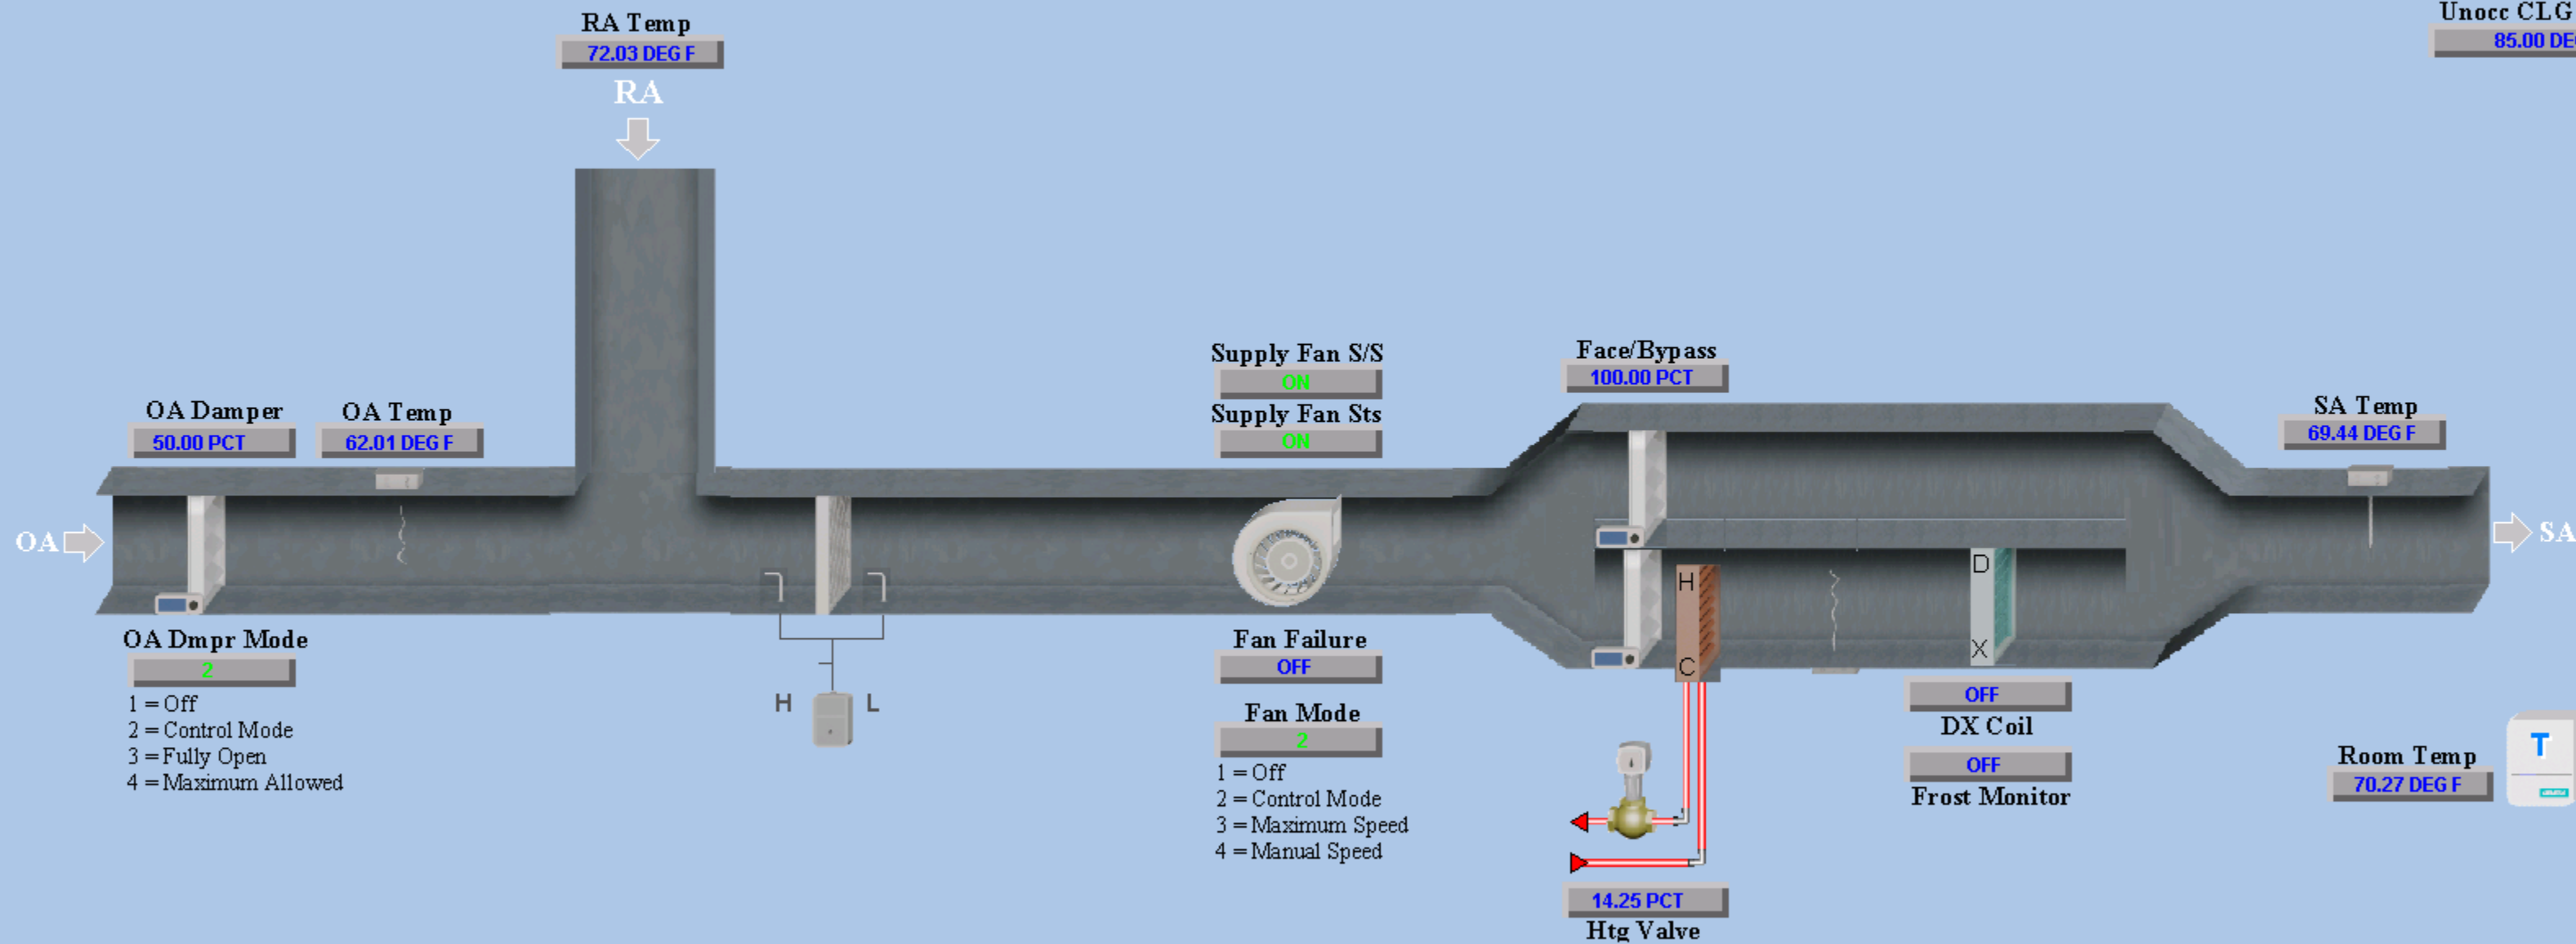 RA Temp
72.03 DEG F
RA
Unocc CLG
85.00 DE
Supply Fan S/S
ON
Supply Fan Sts
ON
Face/Bypass
100.00 PCT
OA Damper
50.00 PCT
OA Temp
62.01 DEG F
SA Temp
69.44 DEG F
OA
SA
D
X
H
C
OA Dmpr Mode
2
1 = Off
2 = Control Mode
3 = Fully Open
4 = Maximum Allowed
H L
Fan Failure
OFF
Fan Mode
2
1 = Off
2 = Control Mode
3 = Maximum Speed
4 = Manual Speed
OFF
DX Coil
OFF
Frost Monitor
Room Temp
70.27 DEG F
T
14.25 PCT
Htg Valve